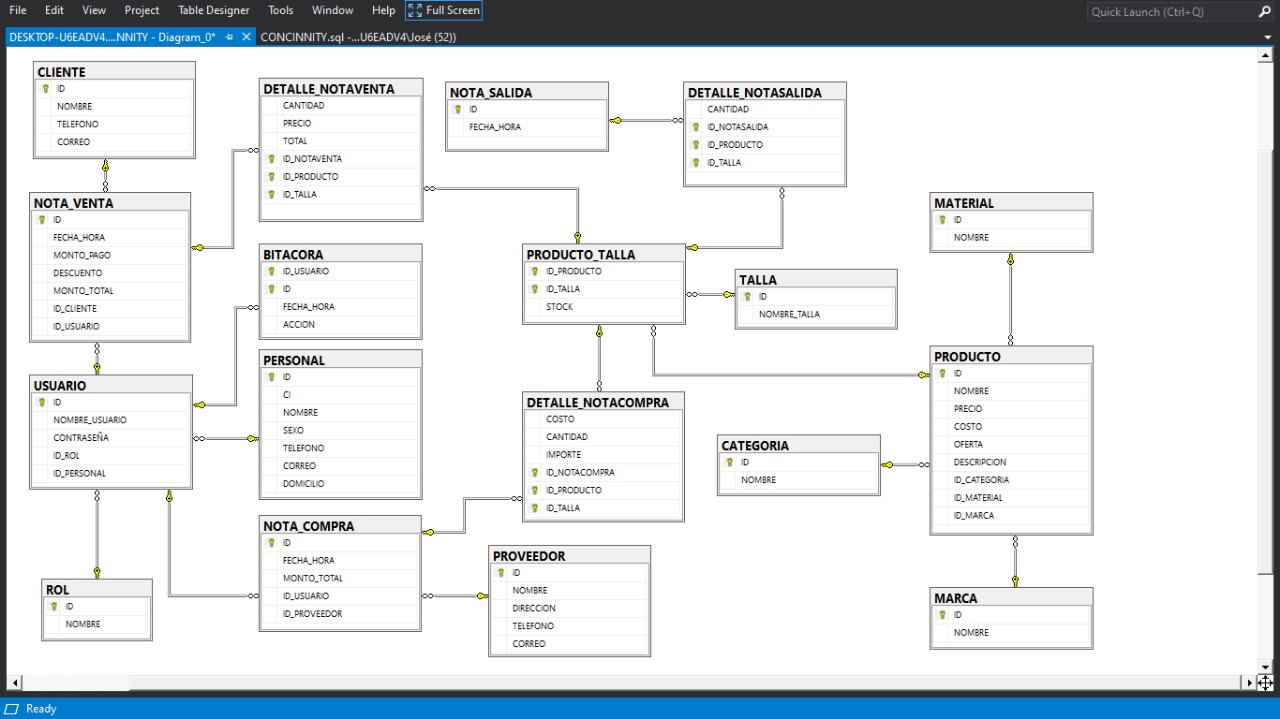 File Edit View Project Table Designer Tools Window Help Full Screen
Quick Launch (Ctrl+Q)
DESKTOP-U6EADV4....NNITY - Diagram_0*
CONCINNITY.sql -...U6EADV4\José (52))
CLIENTE
ID
NOMBRE
TELEFONO
CORREO
NOTA_VENTA
ID
FECHA_HORA
MONTO_PAGO
DESCUENTO
MONTO_TOTAL
ID_CLIENTE
ID_USUARIO
USUARIO
ID
NOMBRE_USUARIO
CONTRASEÑA
ID_ROL
ID_PERSONAL
ROL
ID
NOMBRE
DETALLE_NOTAVENTA
CANTIDAD
PRECIO
TOTAL
ID_NOTAVENTA
ID_PRODUCTO
ID_TALLA
BITACORA
ID_USUARIO
ID
FECHA_HORA
ACCION
PERSONAL
ID
CI
NOMBRE
SEXO
TELEFONO
CORREO
DOMICILIO
NOTA_COMPRA
ID
FECHA_HORA
MONTO_TOTAL
ID_USUARIO
ID_PROVEEDOR
NOTA_SALIDA
ID
FECHA_HORA
DETALLE_NOTASALIDA
CANTIDAD
ID_NOTASALIDA
ID_PRODUCTO
ID_TALLA
PRODUCTO_TALLA
ID_PRODUCTO
ID_TALLA
STOCK
TALLA
ID
NOMBRE_TALLA
DETALLE_NOTACOMPRA
COSTO
CANTIDAD
IMPORTE
ID_NOTACOMPRA
ID_PRODUCTO
ID_TALLA
PROVEEDOR
ID
NOMBRE
DIRECCION
TELEFONO
CORREO
CATEGORIA
ID
NOMBRE
MATERIAL
ID
NOMBRE
PRODUCTO
ID
NOMBRE
PRECIO
COSTO
OFERTA
DESCRIPCION
ID_CATEGORIA
ID_MATERIAL
ID_MARCA
MARCA
ID
NOMBRE
Ready